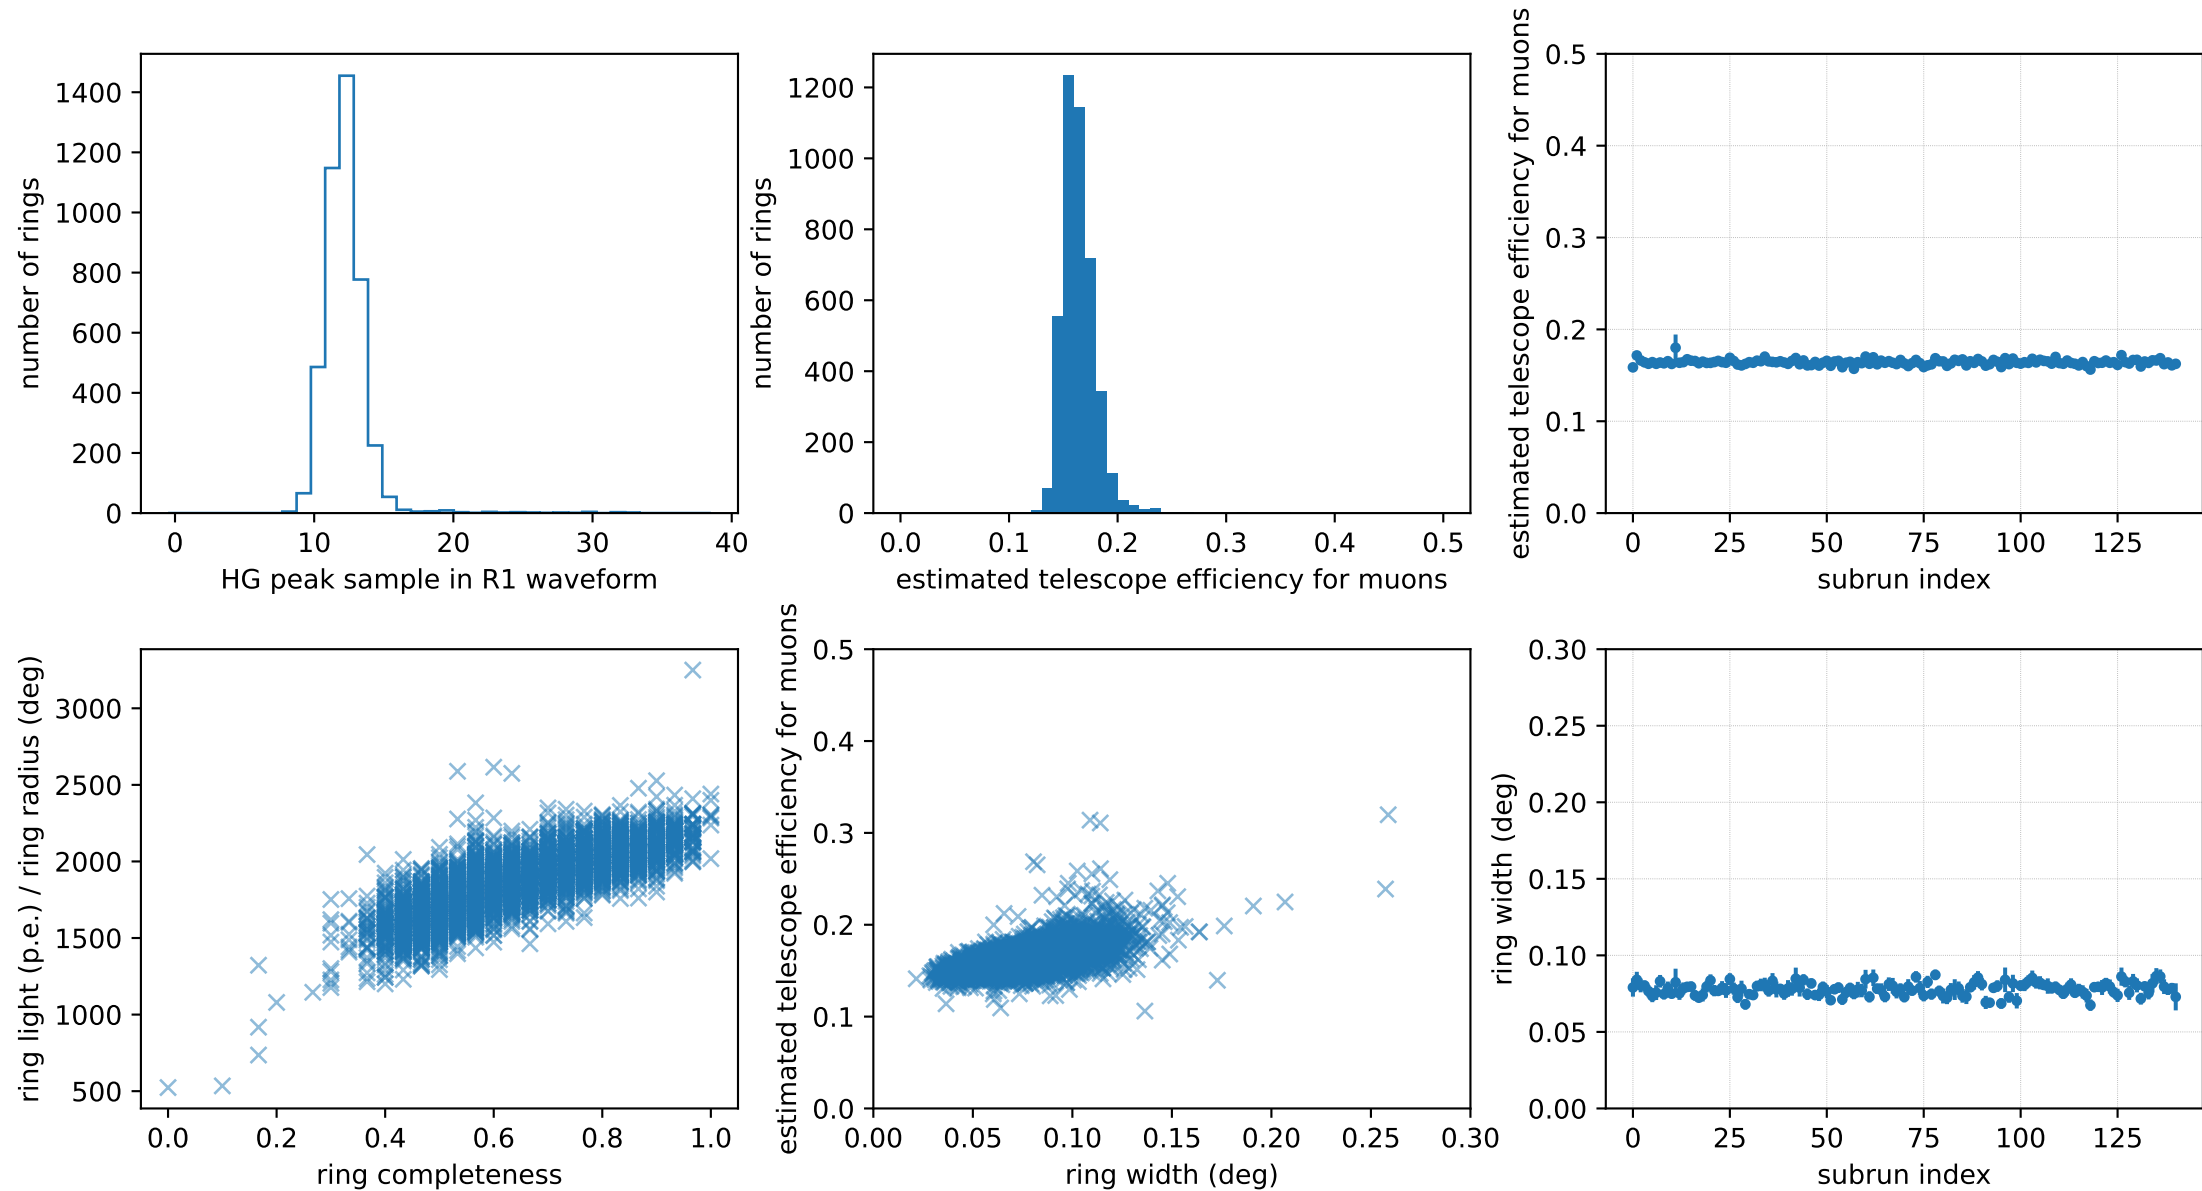 number of rings
1400
1200
1000
800
600
400
200
0
0 10 20 30 40
HG peak sample in R1 waveform
number of rings
1200
1000
800
600
400
200
0
0.0 0.1 0.2 0.3 0.4 0.5
estimated telescope efficiency for muons
estimated telescope efficiency for muons
0.5
0.4
0.3
0.2
0.1
0.0
0 25 50 75 100 125
subrun index
ring light (p.e.) / ring radius (deg)
3000
2500
2000
1500
1000
500
0.0 0.2 0.4 0.6 0.8 1.0
ring completeness
estimated telescope efficiency for muons
0.5
0.4
0.3
0.2
0.1
0.0
0.00 0.05 0.10 0.15 0.20 0.25 0.30
ring width (deg)
ring width (deg)
0.30
0.25
0.20
0.15
0.10
0.05
0.00
0 25 50 75 100 125
subrun index